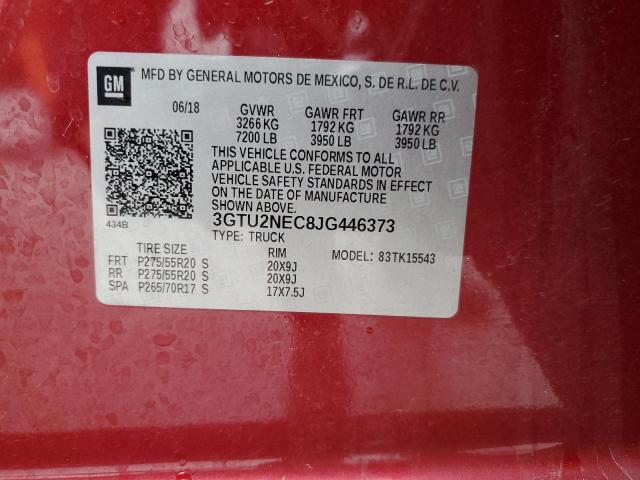 GM
MFD BY GENERAL MOTORS DE MEXICO, S. DE R.L. DE C.V.
06/18 GVWR GAWR FRT GAWR RR
3266 KG 1792 KG 1792 KG
7200 LB 3950 LB 3950 LB
THIS VEHICLE CONFORMS TO ALL
APPLICABLE U.S. FEDERAL MOTOR
VEHICLE SAFETY STANDARDS IN EFFECT
ON THE DATE OF MANUFACTURE
SHOWN ABOVE.
434B 3GTU2NEC8JG446373
TYPE: TRUCK
TIRE SIZE RIM MODEL: 83TK15543
FRT P275/55R20 S 20X9J
RR P275/55R20 S 20X9J
SPA P265/70R17 S 17X7.5J